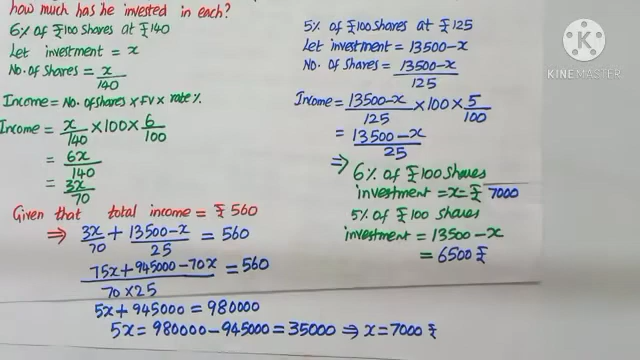 how much has he invested in each?
6% of ₹100 shares at ₹140
Let investment = x
No. of Shares = x/140
Income = No. of shares × FV × rate%
Income = x/140 × 100 × 6/100
= 6x/140
= 3x/70
Given that total income = ₹ 560
⇒ 3x/70 + 13500-x/25 = 560
75x+945000-70x/70×25 = 560
5x+945000 = 980000
5x = 980000-945000 = 35000 ⇒ x = 7000 ₹
5% of ₹100 shares at ₹125
Let investment = 13500-x
No. of Shares = 13500-x/125
Income = 13500-x/125 × 100 × 5/100
= 13500-x/25
⇒ 6% of ₹100 shares
investment = x = ₹ 7000
5% of ₹100 shares
investment = 13500-x
= 6500 ₹
KINEMASTER